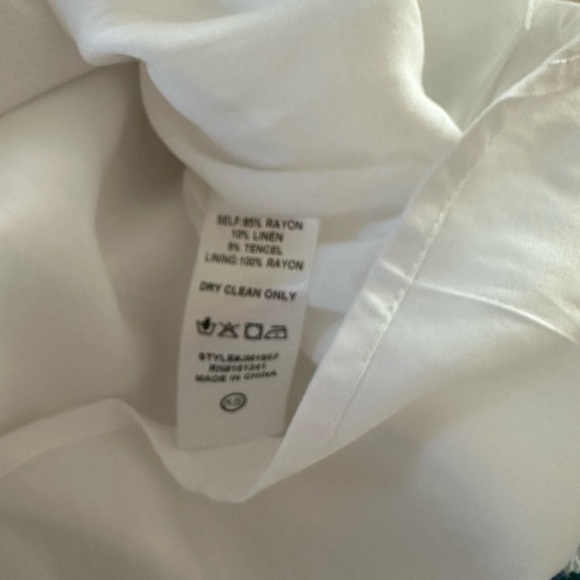 SELF:85% RAYON
10% LINEN
5% TENCEL
LINING:100% RAYON
DRY CLEAN ONLY
MADE IN CHINA
XS